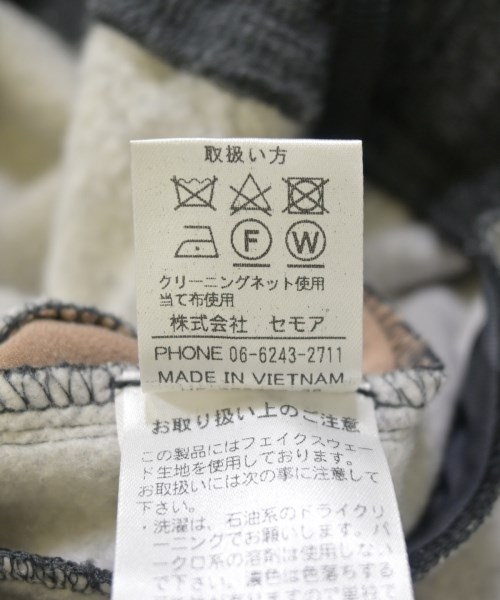 取扱い方
F W
クリーニングネット使用
当て布使用
株式会社 セモア
PHONE 06-6243-2711
MADE IN VIETNAM
お取り扱い上のご注意
この製品にはフェイクスウェー
ド生地を使用しております。
お取扱いには次の事に注意して
下さい。
・洗濯は、石油系のドライクリ
ーニングでお願いします。パ
ークロ系の溶剤は使用しない
で下さい。濃色は色落ちする